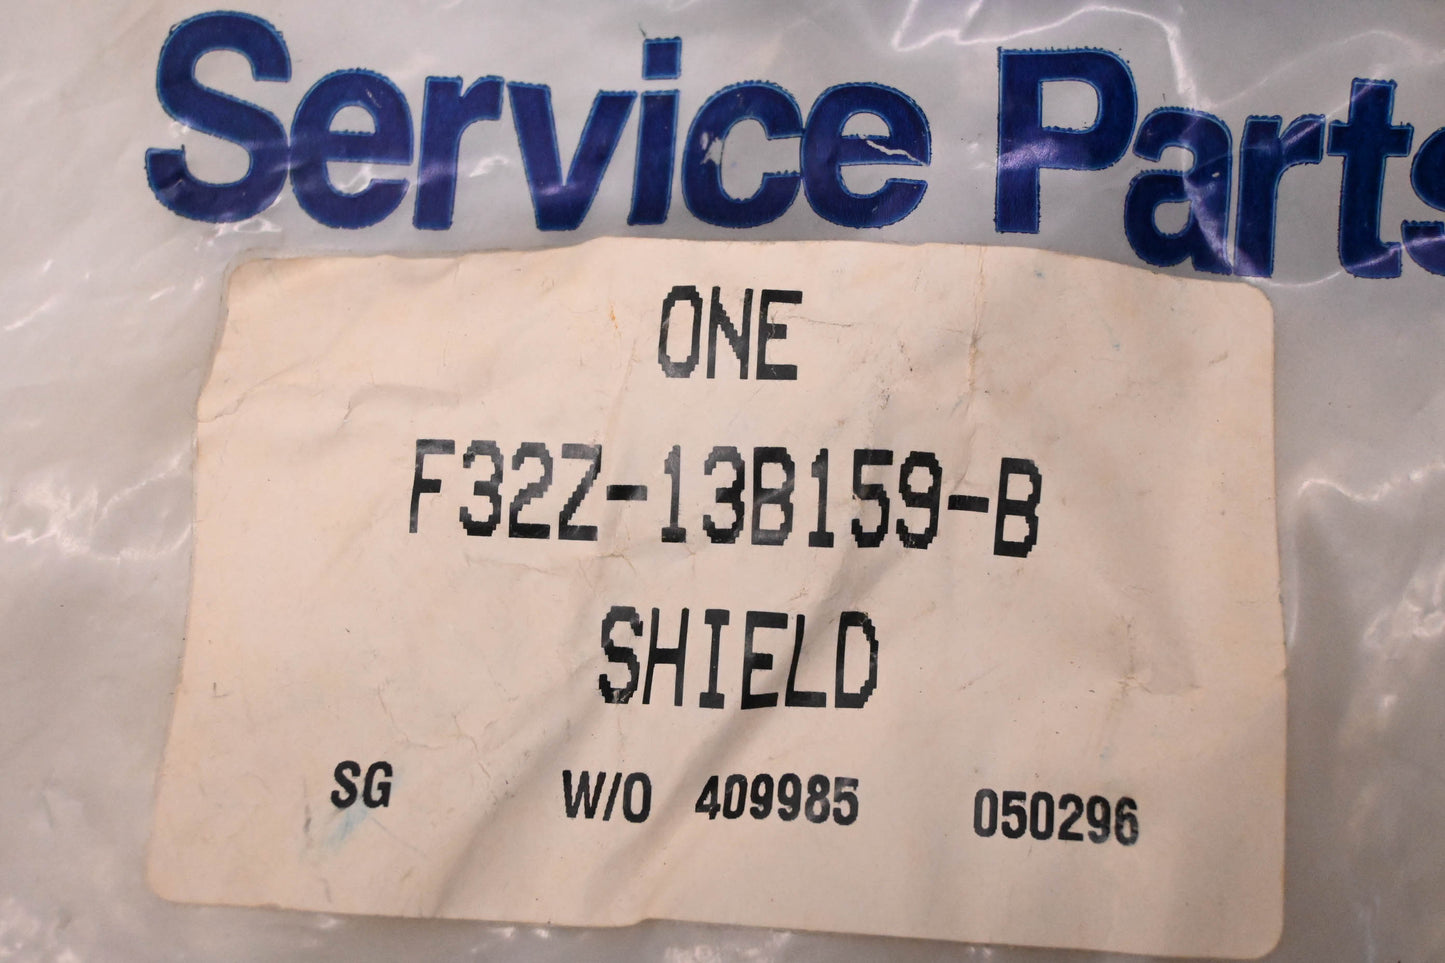 Service Parts
ONE
F32Z-13B159-B
SHIELD
SG W/O 409985 050296